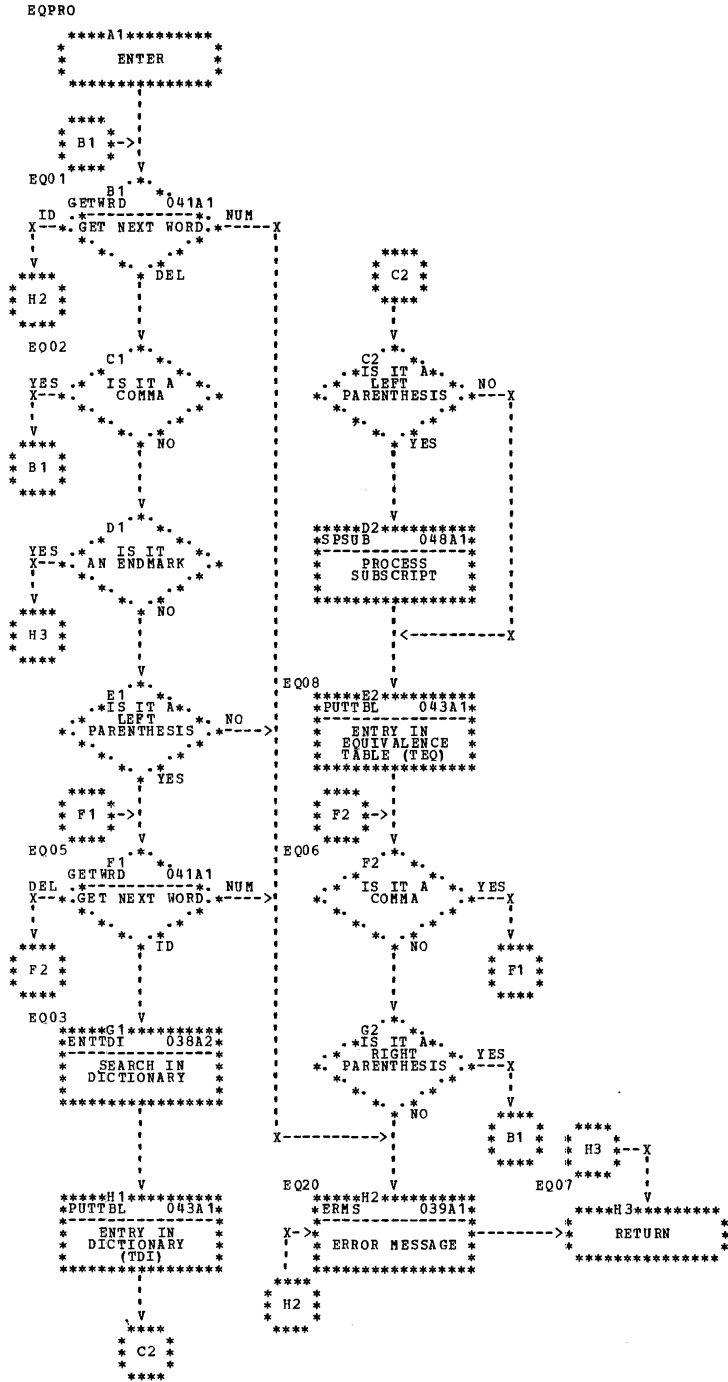 EQPRO
A1
ENTER
B1
EQ01
B1
GETWRD 041A1
ID
GET NEXT WORD
NUM
DEL
H2
EQ02
C1
IS IT A
COMMA
YES
NO
B1
D1
IS IT
AN ENDMARK
YES
NO
H3
E1
IS IT A
LEFT
PARENTHESIS
NO
YES
F1
EQ05
F1
GETWRD 041A1
DEL
GET NEXT WORD
NUM
ID
F2
EQ03
G1
ENTTDI 038A2
SEARCH IN
DICTIONARY
H1
PUTTBL 043A1
ENTRY IN
DICTIONARY
(TDI)
C2
C2
C2
IS IT A
LEFT
PARENTHESIS
NO
YES
D2
SPSUB 048A1
PROCESS
SUBSCRIPT
EQ08
E2
PUTTBL 043A1
ENTRY IN
EQUIVALENCE
TABLE (TEQ)
F2
EQ06
F2
IS IT A
COMMA
YES
NO
F1
G2
IS IT A
RIGHT
PARENTHESIS
YES
NO
B1
EQ20
H2
ERMS 039A1
ERROR MESSAGE
H2
H3
EQ07
H3
RETURN